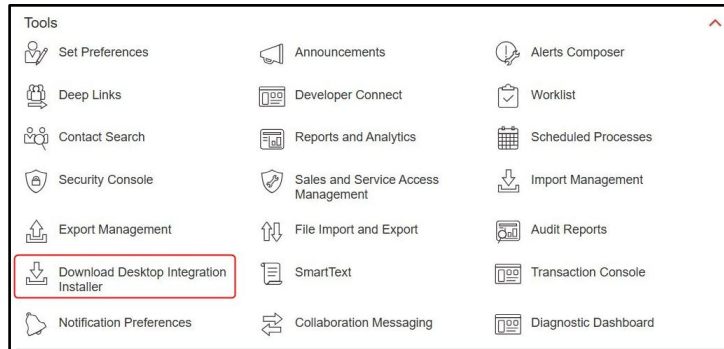 Tools
Set Preferences
Announcements
Alerts Composer
Deep Links
Developer Connect
Worklist
Contact Search
Reports and Analytics
Scheduled Processes
Security Console
Sales and Service Access
Management
Import Management
Export Management
File Import and Export
Audit Reports
Download Desktop Integration
Installer
SmartText
Transaction Console
Notification Preferences
Collaboration Messaging
Diagnostic Dashboard